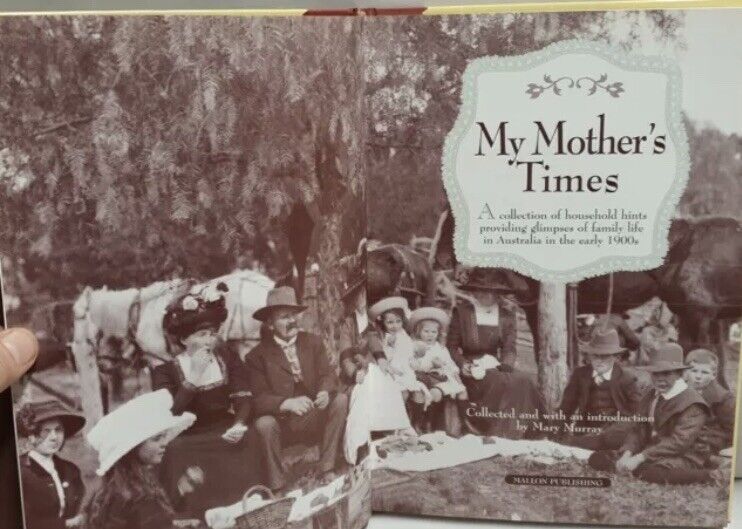 My Mother's
Times
A collection of household hints
providing glimpses of family life
in Australia in the early 1900s
Collected and with an introduction
by Mary Murray
MALLON PUBLISHING